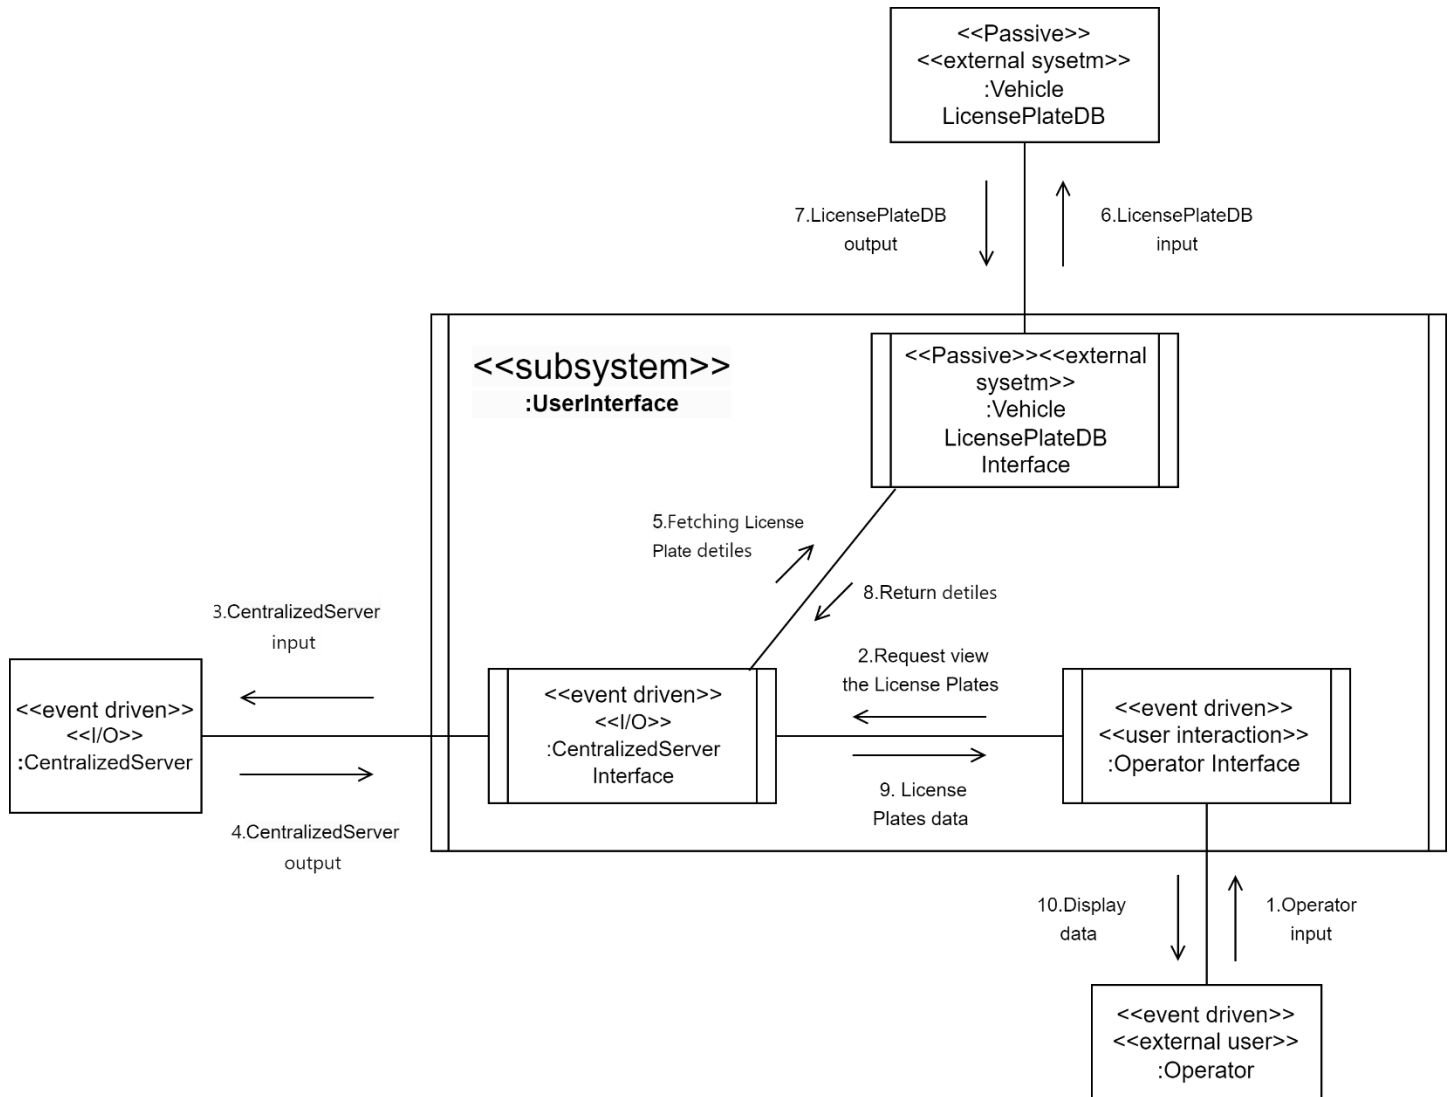 <<Passive>>
<<external sysetm>>
:Vehicle
LicensePlateDB
7.LicensePlateDB
output
6.LicensePlateDB
input
<<subsystem>>
:UserInterface
<<Passive>><<external
sysetm>>
:Vehicle
LicensePlateDB
Interface
5.Fetching License
Plate detiles
8.Return detiles
3.CentralizedServer
input
2.Request view
the License Plates
<<event driven>>
<<I/O>>
:CentralizedServer
<<event driven>>
<<I/O>>
:CentralizedServer
Interface
<<event driven>>
<<user interaction>>
:Operator Interface
9. License
Plates data
4.CentralizedServer
output
10.Display
data
1.Operator
input
<<event driven>>
<<external user>>
:Operator